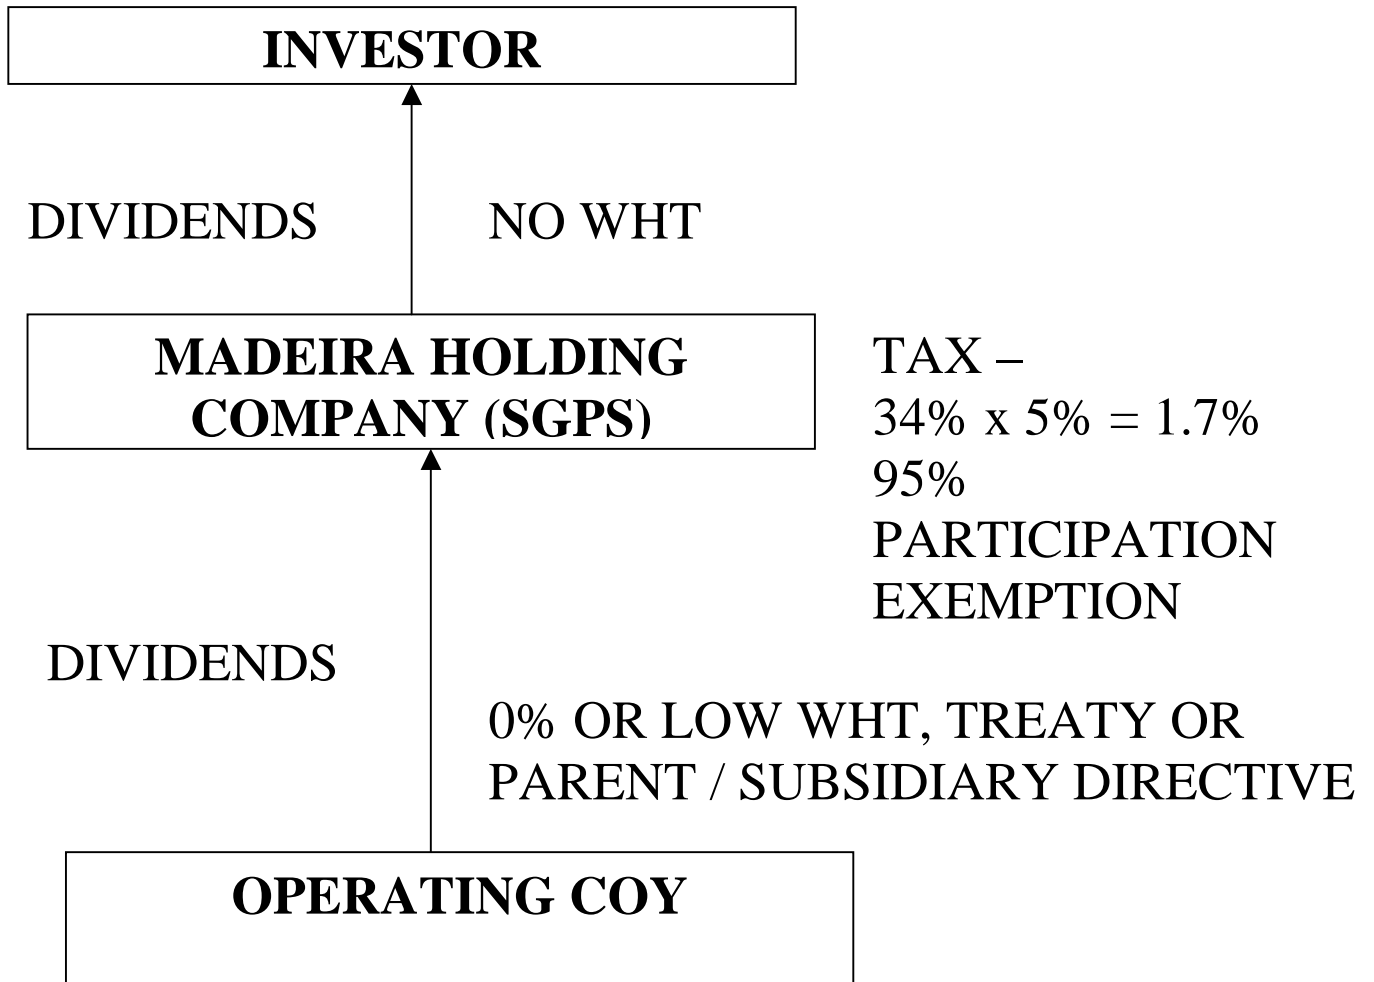 INVESTOR
DIVIDENDS
NO WHT
MADEIRA HOLDING
COMPANY (SGPS)
TAX –
34% x 5% = 1.7%
95%
PARTICIPATION
EXEMPTION
DIVIDENDS
0% OR LOW WHT, TREATY OR
PARENT / SUBSIDIARY DIRECTIVE
OPERATING COY